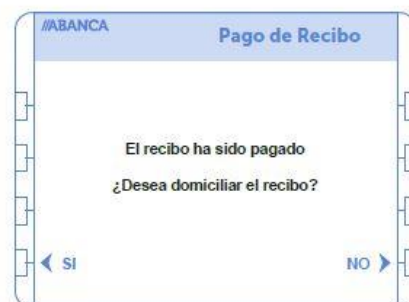 //ABANCA
Pago de Recibo
El recibo ha sido pagado
¿Desea domiciliar el recibo?
SI
NO